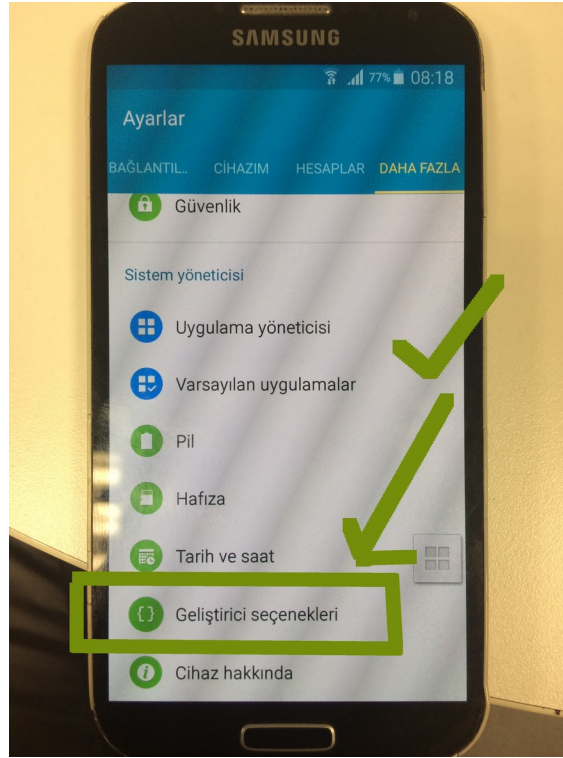 SAMSUNG
77% 08:18
Ayarlar
BAĞLANTIL.. CİHAZIM HESAPLAR DAHA FAZLA
Güvenlik
Sistem yöneticisi
Uygulama yöneticisi
Varsayılan uygulamalar
Pil
Hafıza
Tarih ve saat
Geliştirici seçenekleri
Cihaz hakkında